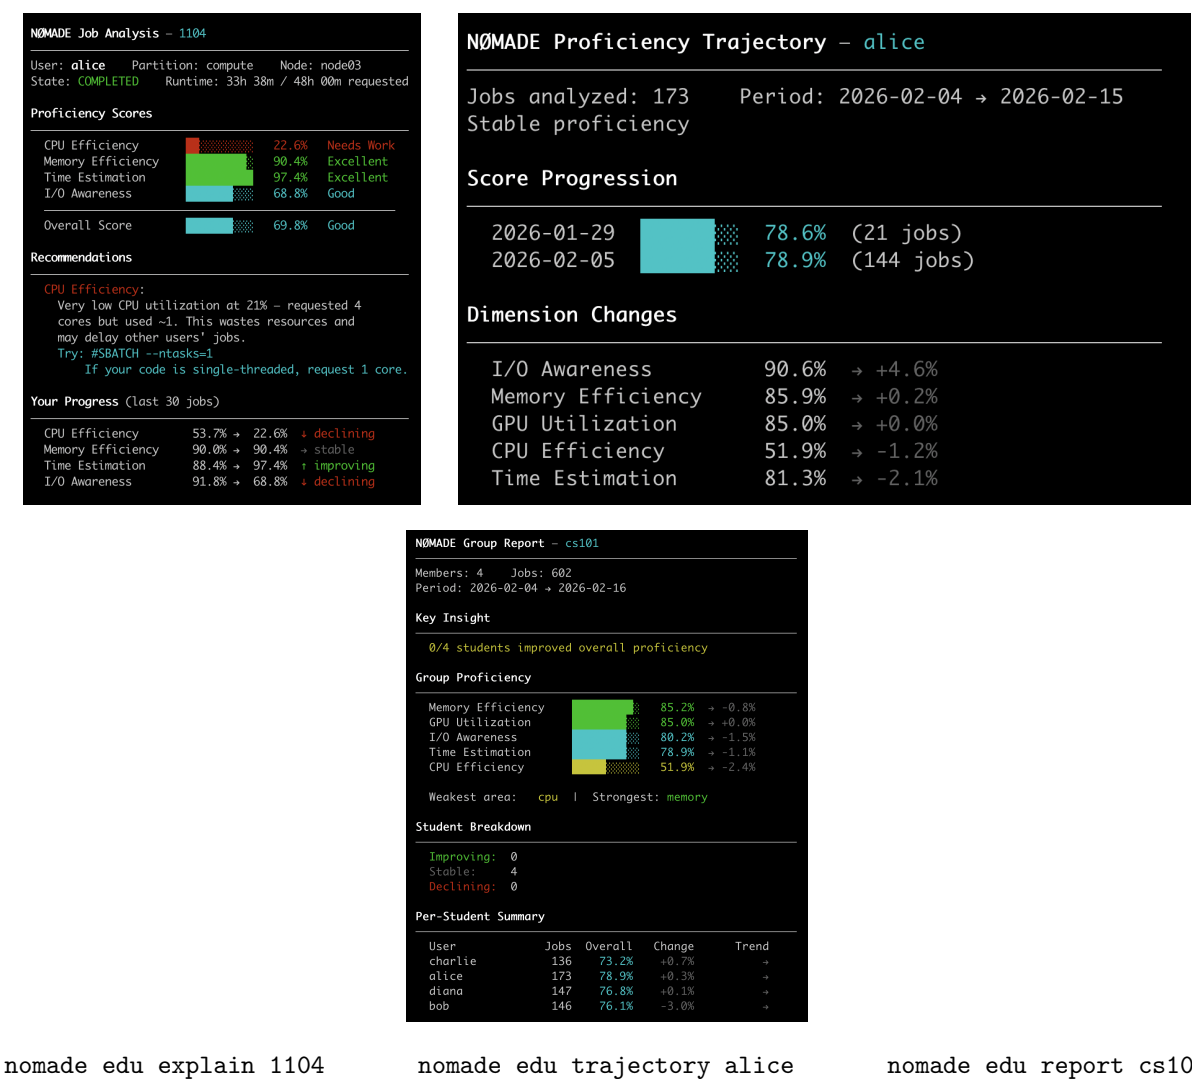 NØMADE Job Analysis — 1104
User: alice Partition: compute Node: node03
State: COMPLETED Runtime: 33h 38m / 48h 00m requested
Proficiency Scores
CPU Efficiency 22.6% Needs Work
Memory Efficiency 90.4% Excellent
Time Estimation 97.4% Excellent
I/O Awareness 68.8% Good
Overall Score 69.8% Good
Recommendations
CPU Efficiency:
Very low CPU utilization at 21% — requested 4
cores but used ~1. This wastes resources and
may delay other users' jobs.
Try: #SBATCH --ntasks=1
If your code is single-threaded, request 1 core.
Your Progress (last 30 jobs)
CPU Efficiency 53.7% → 22.6% ↓ declining
Memory Efficiency 90.0% → 90.4% → stable
Time Estimation 88.4% → 97.4% ↑ improving
I/O Awareness 91.8% → 68.8% ↓ declining
NØMADE Proficiency Trajectory — alice
Jobs analyzed: 173 Period: 2026-02-04 → 2026-02-15
Stable proficiency
Score Progression
2026-01-29 78.6% (21 jobs)
2026-02-05 78.9% (144 jobs)
Dimension Changes
I/O Awareness 90.6% → +4.6%
Memory Efficiency 85.9% → +0.2%
GPU Utilization 85.0% → +0.0%
CPU Efficiency 51.9% → -1.2%
Time Estimation 81.3% → -2.1%
NØMADE Group Report — cs101
Members: 4 Jobs: 602
Period: 2026-02-04 → 2026-02-16
Key Insight
0/4 students improved overall proficiency
Group Proficiency
Memory Efficiency 85.2% → -0.8%
GPU Utilization 85.0% → +0.0%
I/O Awareness 80.2% → -1.5%
Time Estimation 78.9% → -1.1%
CPU Efficiency 51.9% → -2.4%
Weakest area: cpu | Strongest: memory
Student Breakdown
Improving: 0
Stable: 4
Declining: 0
Per-Student Summary
User Jobs Overall Change Trend
charlie 136 73.2% +0.7% →
alice 173 78.9% +0.3% →
diana 147 76.8% +0.1% →
bob 146 76.1% -3.0% →
nomade edu explain 1104 nomade edu trajectory alice nomade edu report cs10